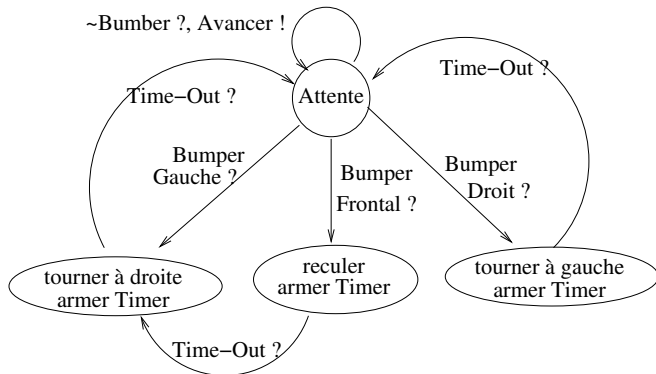 ~Bumber ?, Avancer !
Time−Out ?
Time−Out ?
Attente
Bumper
Gauche ?
Bumper
Frontal ?
Bumper
Droit ?
tourner à droite
armer Timer
reculer
armer Timer
tourner à gauche
armer Timer
Time−Out ?